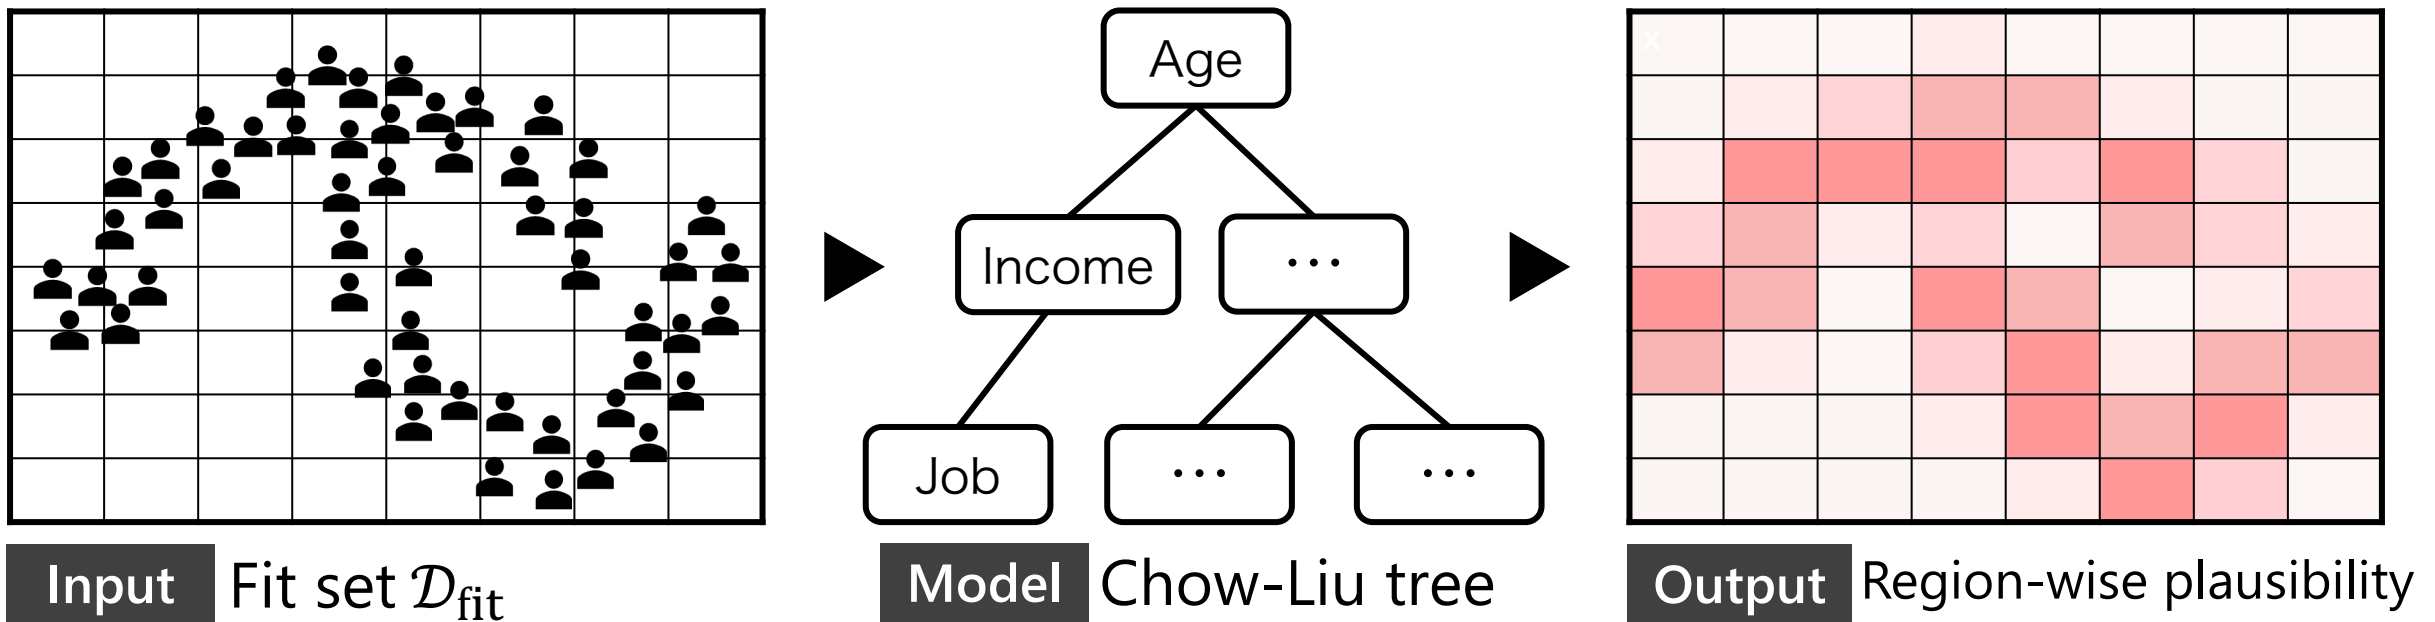 x
Age
Income
...
Job
...
...
Input Fit set 𝒟fit
Model Chow-Liu tree
Output Region-wise plausibility